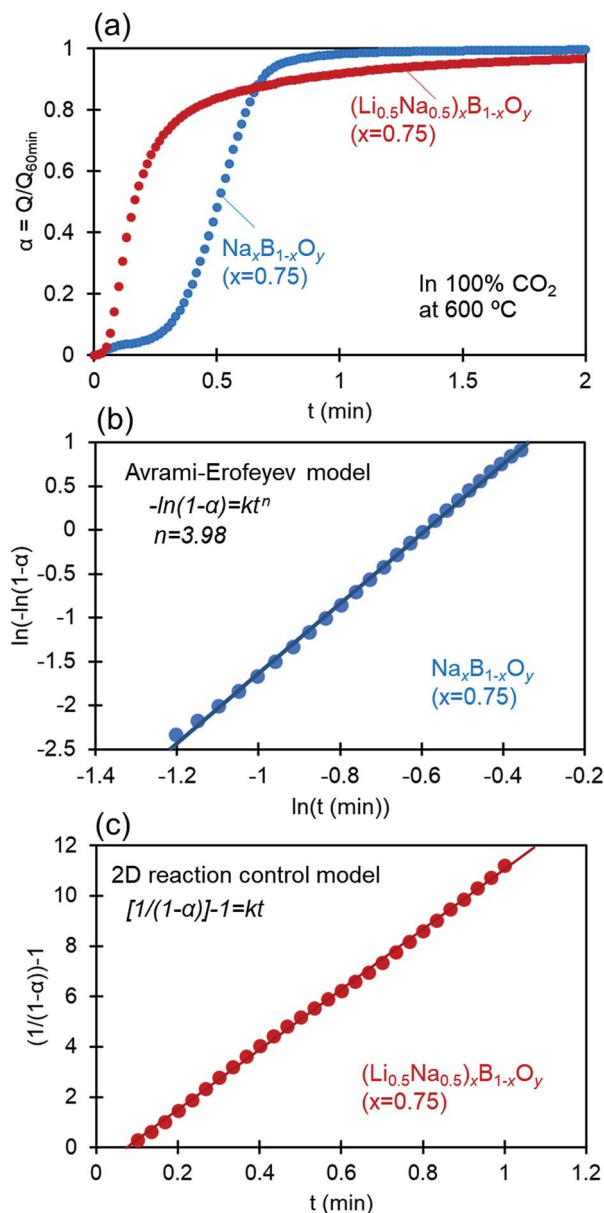 (a)
1
0.8
0.6
0.4
0.2
0
α = Q/Q60min
(Li0.5Na0.5)xB1-xOy
(x=0.75)
NaxB1-xOy
(x=0.75)
In 100% CO2
at 600 ºC
0 0.5 1 1.5 2
t (min)
(b)
1
0.5
0
-0.5
-1
-1.5
-2
-2.5
ln(-ln(1-α)
Avrami-Erofeyev model
-ln(1-α)=ktⁿ
n=3.98
NaxB1-xOy
(x=0.75)
-1.4 -1.2 -1 -0.8 -0.6 -0.4 -0.2
ln(t (min))
(c)
12
10
8
6
4
2
0
(1/(1-α))-1
2D reaction control model
[1/(1-α)]-1=kt
(Li0.5Na0.5)xB1-xOy
(x=0.75)
0 0.2 0.4 0.6 0.8 1 1.2
t (min)